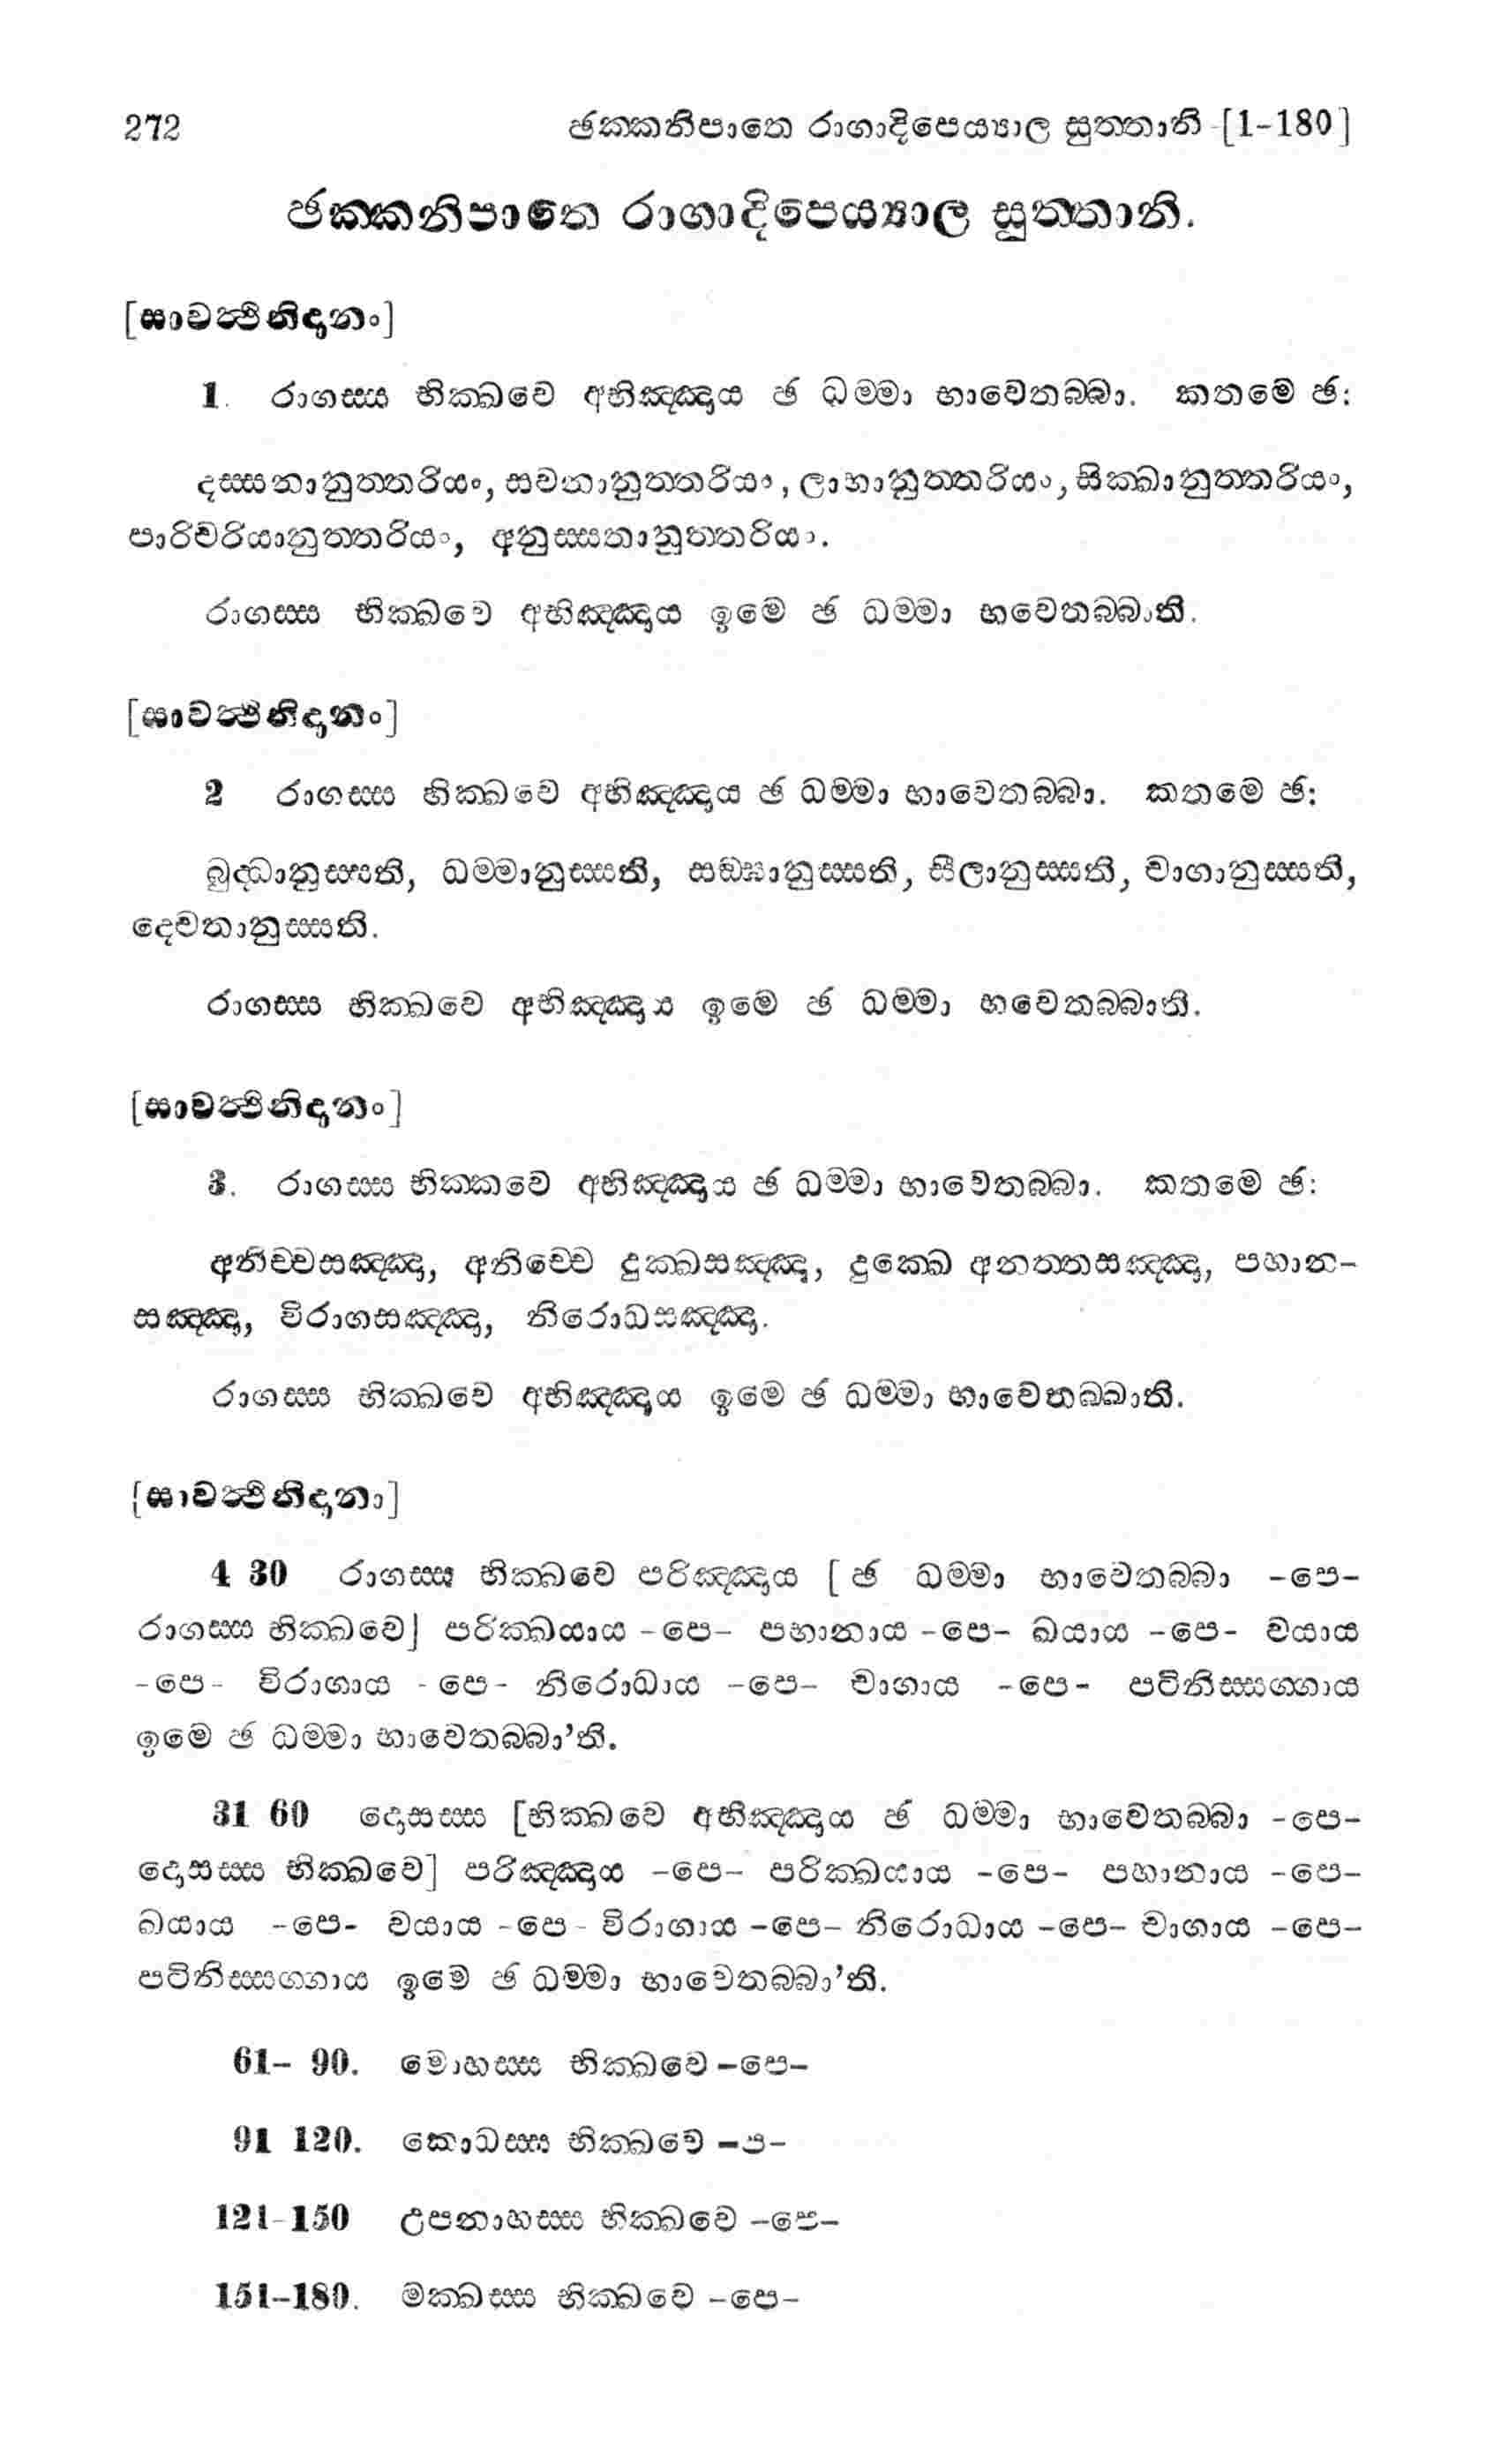 272 ඡක්කනිපාතෙ රාගාදිපෙය්‍යාල සුත්තානි [1-180]
ඡක්කනිපාතෙ රාගාදිපෙය්‍යාල සුත්තානි.
[සාවත්‍ථිනිදානං]
1. රාගස්ස භික්ඛවෙ අභිඤ්ඤාය ඡ ධම්මා භාවෙතබ්බා. කතමෙ ඡ:
දස්සනානුත්තරියං, සවනානුත්තරියං, ලාභානුත්තරියං, සික්ඛානුත්තරියං,
පාරිචරියානුත්තරියං, අනුස්සතානුත්තරියං.
රාගස්ස භික්ඛවෙ අභිඤ්ඤාය ඉමෙ ඡ ධම්මා භවෙතබ්බාති.
[සාවත්‍ථිනිදානං]
2 රාගස්ස භික්ඛවෙ අභිඤ්ඤාය ඡ ධම්මා භාවෙතබ්බා. කතමෙ ඡ:
බුද්ධානුස්සති, ධම්මානුස්සති, සඞ්ඝානුස්සති, සීලානුස්සති, චාගානුස්සති,
දෙවතානුස්සති.
රාගස්ස භික්ඛවෙ අභිඤ්ඤාය ඉමෙ ඡ ධම්මා භවෙතබ්බාති.
[සාවත්‍ථිනිදානං]
3. රාගස්ස භික්කවෙ අභිඤ්ඤාය ඡ ධම්මා භාවෙතබ්බා. කතමෙ ඡ:
අනිච්චසඤ්ඤා, අනිච්චෙ දුක්ඛසඤ්ඤා, දුක්ඛෙ අනත්තසඤ්ඤා, පහාන-
සඤ්ඤා, විරාගසඤ්ඤා, නිරොධසඤ්ඤා.
රාගස්ස භික්ඛවෙ අභිඤ්ඤාය ඉමෙ ඡ ධම්මා භාවෙතබ්බාති.
[සාවත්‍ථිනිදානං]
4 30 රාගස්ස භික්ඛවෙ පරිඤ්ඤාය [ ඡ ධම්මා භාවෙතබ්බා -පෙ-
රාගස්ස භික්ඛවෙ] පරික්ඛයාය -පෙ- පහානාය -පෙ- ඛයාය -පෙ- වයාය
-පෙ- විරාගාය -පෙ- නිරොධාය -පෙ- චාගාය -පෙ- පටිනිස්සග්ගාය
ඉමෙ ඡ ධම්මා භාවෙතබ්බා'ති.
31 60 දොසස්ස [භික්ඛවෙ අභිඤ්ඤාය ඡ ධම්මා භාවෙතබ්බා -පෙ-
දොසස්ස භික්ඛවෙ] පරිඤ්ඤාය -පෙ- පරික්ඛයාය -පෙ- පහානාය -පෙ-
ඛයාය -පෙ- වයාය -පෙ- විරාගාය -පෙ- නිරොධාය -පෙ- චාගාය -පෙ-
පටිනිස්සග්ගාය ඉමෙ ඡ ධම්මා භාවෙතබ්බා'ති.
61- 90. මොහස්ස භික්ඛවෙ -පෙ-
91 120. කොධස්ස භික්ඛවෙ -ප-
121-150 උපනාහස්ස භික්ඛවෙ -පෙ-
151-180. මක්ඛස්ස භික්ඛවෙ -පෙ-